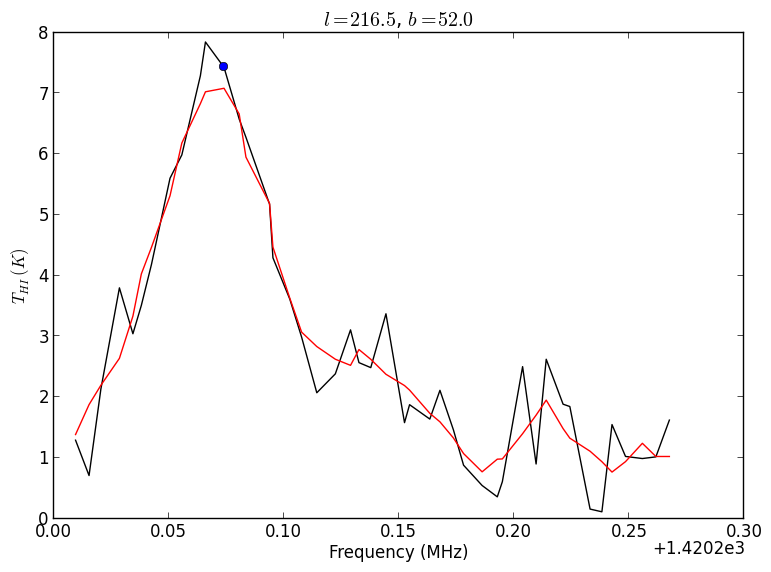 l = 216.5, b = 52.0
8
7
6
5
4
3
2
1
0
T_HI (K)
0.00 0.05 0.10 0.15 0.20 0.25 0.30
Frequency (MHz)
+1.4202e3